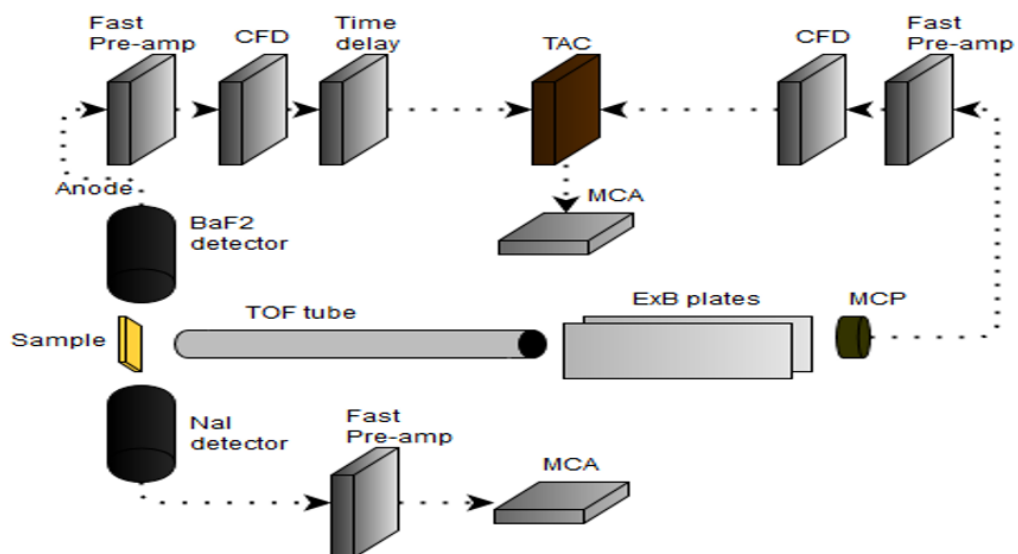 Fast
Pre-amp
CFD
Time
delay
TAC
CFD
Fast
Pre-amp
Anode
BaF2
detector
MCA
Sample
TOF tube
ExB plates
MCP
NaI
detector
Fast
Pre-amp
MCA